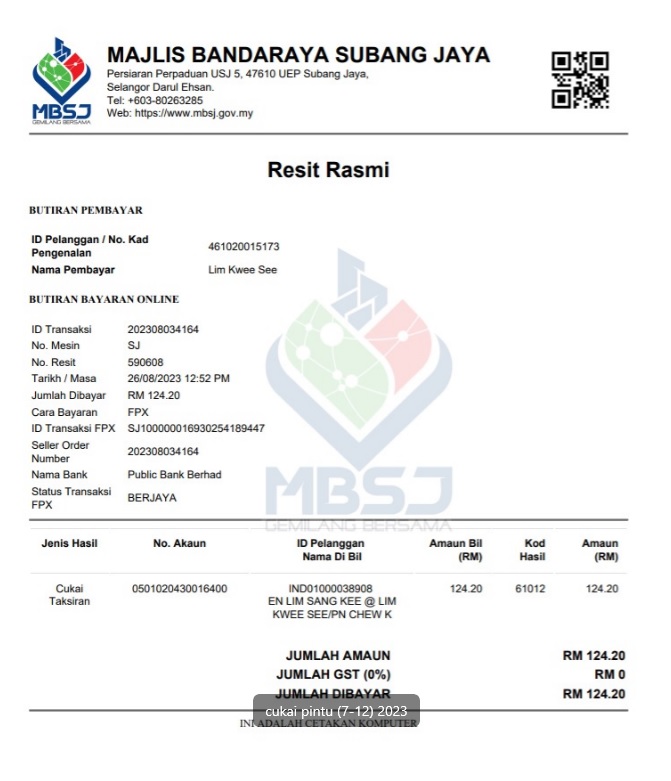 MAJLIS BANDARAYA SUBANG JAYA
Persiaran Perpaduan USJ 5, 47610 UEP Subang Jaya,
Selangor Darul Ehsan.
Tel: +603-80263285
Web: https://www.mbsj.gov.my
MBSJ
GEMILANG BERSAMA
Resit Rasmi
BUTIRAN PEMBAYAR
ID Pelanggan / No. Kad
Pengenalan
461020015173
Nama Pembayar Lim Kwee See
BUTIRAN BAYARAN ONLINE
ID Transaksi 202308034164
No. Mesin SJ
No. Resit 590608
Tarikh / Masa 26/08/2023 12:52 PM
Jumlah Dibayar RM 124.20
Cara Bayaran FPX
ID Transaksi FPX SJ100000016930254189447
Seller Order
Number
202308034164
Nama Bank Public Bank Berhad
Status Transaksi
FPX
BERJAYA
MBSJ
GEMILANG BERSAMA
Jenis Hasil No. Akaun ID Pelanggan Amaun Bil Kod Amaun
Nama Di Bil (RM) Hasil (RM)
Cukai 0501020430016400 IND01000038908 124.20 61012 124.20
Taksiran EN LIM SANG KEE @ LIM
KWEE SEE/PN CHEW K
JUMLAH AMAUN RM 124.20
JUMLAH GST (0%) RM 0
JUMLAH DIBAYAR RM 124.20
cukai pintu (7-12) 2023
INI ADALAH CETAKAN KOMPUTER